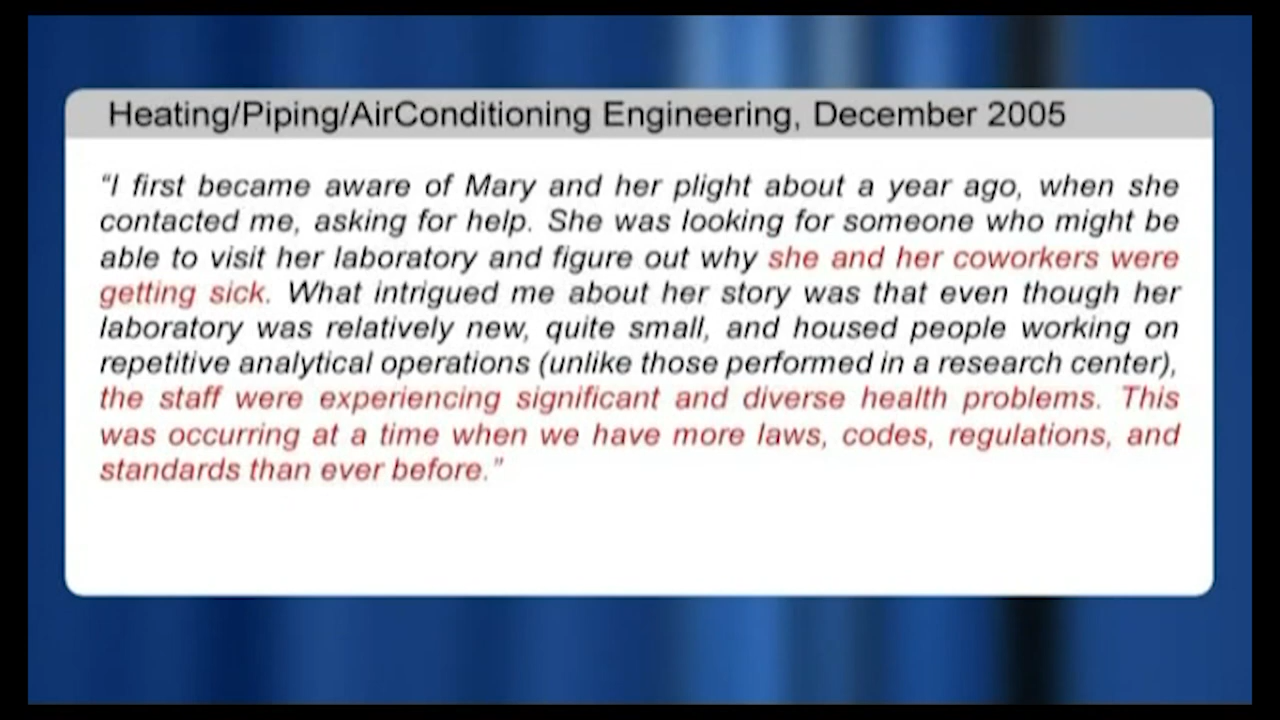 Heating/Piping/AirConditioning Engineering, December 2005
“I first became aware of Mary and her plight about a year ago, when she
contacted me, asking for help. She was looking for someone who might be
able to visit her laboratory and figure out why she and her coworkers were
getting sick. What intrigued me about her story was that even though her
laboratory was relatively new, quite small, and housed people working on
repetitive analytical operations (unlike those performed in a research center),
the staff were experiencing significant and diverse health problems. This
was occurring at a time when we have more laws, codes, regulations, and
standards than ever before.”